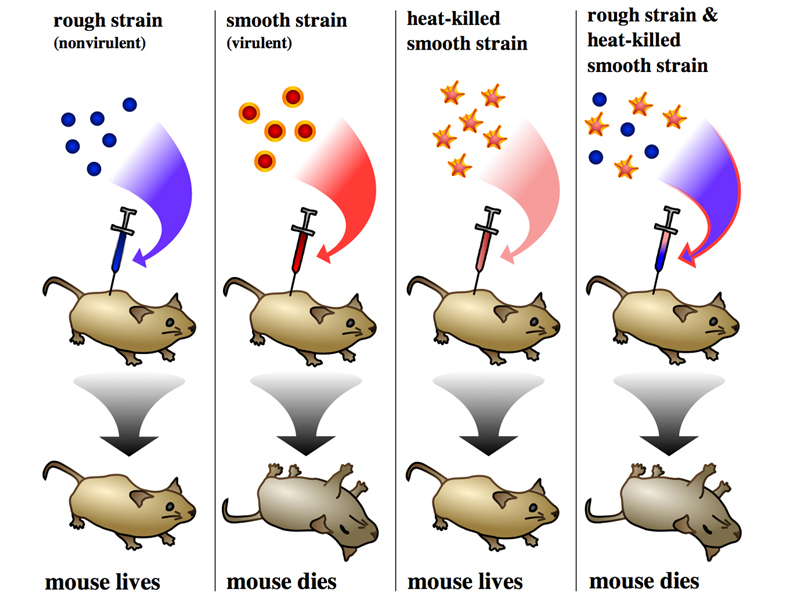 rough strain
(nonvirulent)
smooth strain
(virulent)
heat-killed
smooth strain
rough strain &
heat-killed
smooth strain
mouse lives
mouse dies
mouse lives
mouse dies